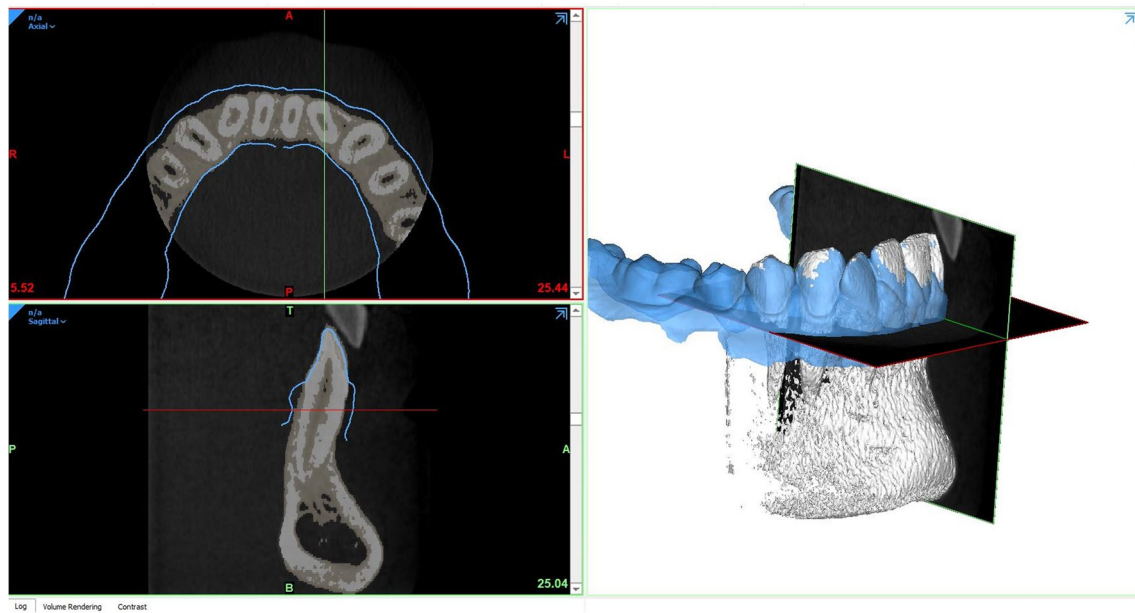 n/a
Axial
A
R
L
5.52
P
25.44
n/a
Sagittal
T
P
A
B
25.04
Log
Volume Rendering
Contrast